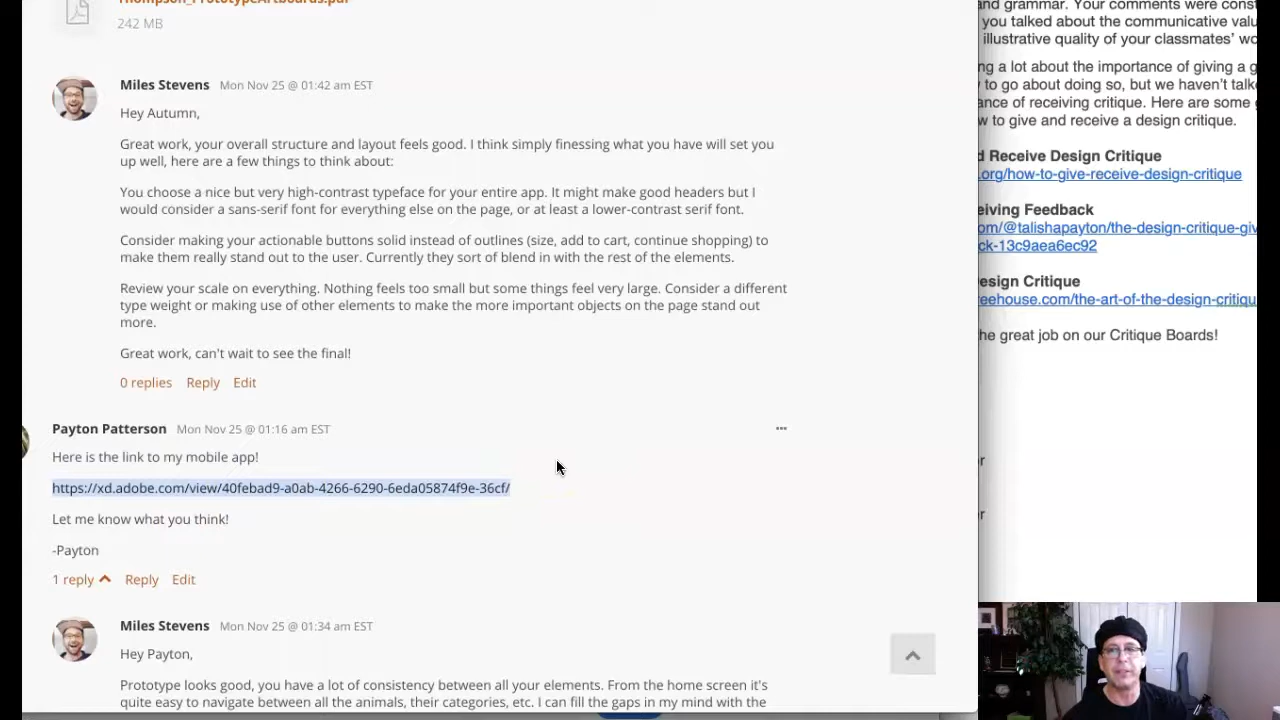 Thompson_PrototypeArtboards.pdf
242 MB
Miles Stevens Mon Nov 25 @ 01:42 am EST
Hey Autumn,
Great work, your overall structure and layout feels good. I think simply finessing what you have will set you
up well, here are a few things to think about:
You choose a nice but very high-contrast typeface for your entire app. It might make good headers but I
would consider a sans-serif font for everything else on the page, or at least a lower-contrast serif font.
Consider making your actionable buttons solid instead of outlines (size, add to cart, continue shopping) to
make them really stand out to the user. Currently they sort of blend in with the rest of the elements.
Review your scale on everything. Nothing feels too small but some things feel very large. Consider a different
type weight or making use of other elements to make the more important objects on the page stand out
more.
Great work, can't wait to see the final!
0 replies Reply Edit
Payton Patterson Mon Nov 25 @ 01:16 am EST
Here is the link to my mobile app!
https://xd.adobe.com/view/40febad9-a0ab-4266-6290-6eda05874f9e-36cf/
Let me know what you think!
-Payton
1 reply Reply Edit
Miles Stevens Mon Nov 25 @ 01:34 am EST
Hey Payton,
Prototype looks good, you have a lot of consistency between all your elements. From the home screen it's
quite easy to navigate between all the animals, their categories, etc. I can fill the gaps in my mind with the
and grammar. Your comments were const
you talked about the communicative valu
illustrative quality of your classmates' wo
ng a lot about the importance of giving a g
to go about doing so, but we haven't talk
ance of receiving critique. Here are some
w to give and receive a design critique.
d Receive Design Critique
.org/how-to-give-receive-design-critique
eiving Feedback
om/@talishapayton/the-design-critique-giv
ck-13c9aea6ec92
esign Critique
reehouse.com/the-art-of-the-design-critiqu
he great job on our Critique Boards!
or
er